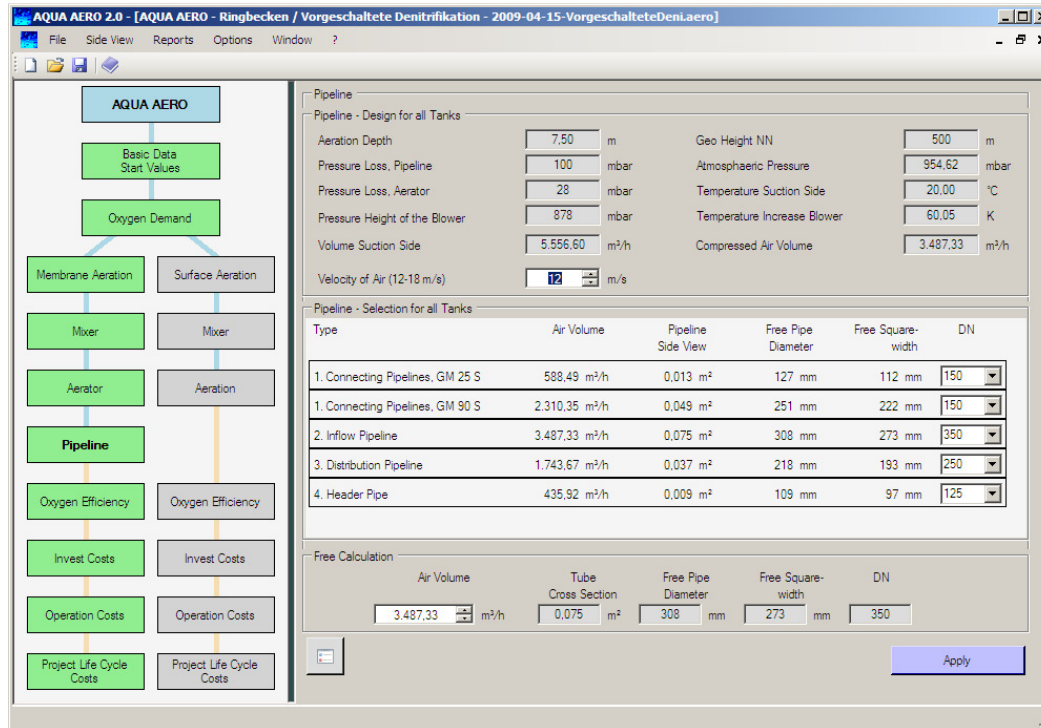 AQUA AERO 2.0 - [AQUA AERO - Ringbecken / Vorgeschaltete Denitrifikation - 2009-04-15-VorgeschalteteDeni.aero]
File Side View Reports Options Window ?
AQUA AERO
Basic Data
Start Values
Oxygen Demand
Membrane Aeration Surface Aeration
Mixer Mixer
Aerator Aeration
Pipeline
Oxygen Efficiency Oxygen Efficiency
Invest Costs Invest Costs
Operation Costs Operation Costs
Project Life Cycle Project Life Cycle
Costs Costs
Pipeline
Pipeline - Design for all Tanks
Aeration Depth 7,50 m Geo Height NN 500 m
Pressure Loss, Pipeline 100 mbar Atmosphaeric Pressure 954,62 mbar
Pressure Loss, Aerator 28 mbar Temperature Suction Side 20,00 °C
Pressure Height of the Blower 878 mbar Temperature Increase Blower 60,05 K
Volume Suction Side 5.556,60 m³/h Compressed Air Volume 3.487,33 m³/h
Velocity of Air (12-18 m/s) 12 m/s
Pipeline - Selection for all Tanks
Type Air Volume Pipeline Free Pipe Free Square- DN
Side View Diameter width
1. Connecting Pipelines, GM 25 S 588,49 m³/h 0,013 m² 127 mm 112 mm 150
1. Connecting Pipelines, GM 90 S 2.310,35 m³/h 0,049 m² 251 mm 222 mm 150
2. Inflow Pipeline 3.487,33 m³/h 0,075 m² 308 mm 273 mm 350
3. Distribution Pipeline 1.743,67 m³/h 0,037 m² 218 mm 193 mm 250
4. Header Pipe 435,92 m³/h 0,009 m² 109 mm 97 mm 125
Free Calculation
Air Volume Tube Free Pipe Free Square- DN
Cross Section Diameter width
3.487,33 m³/h 0,075 m² 308 mm 273 mm 350
Apply